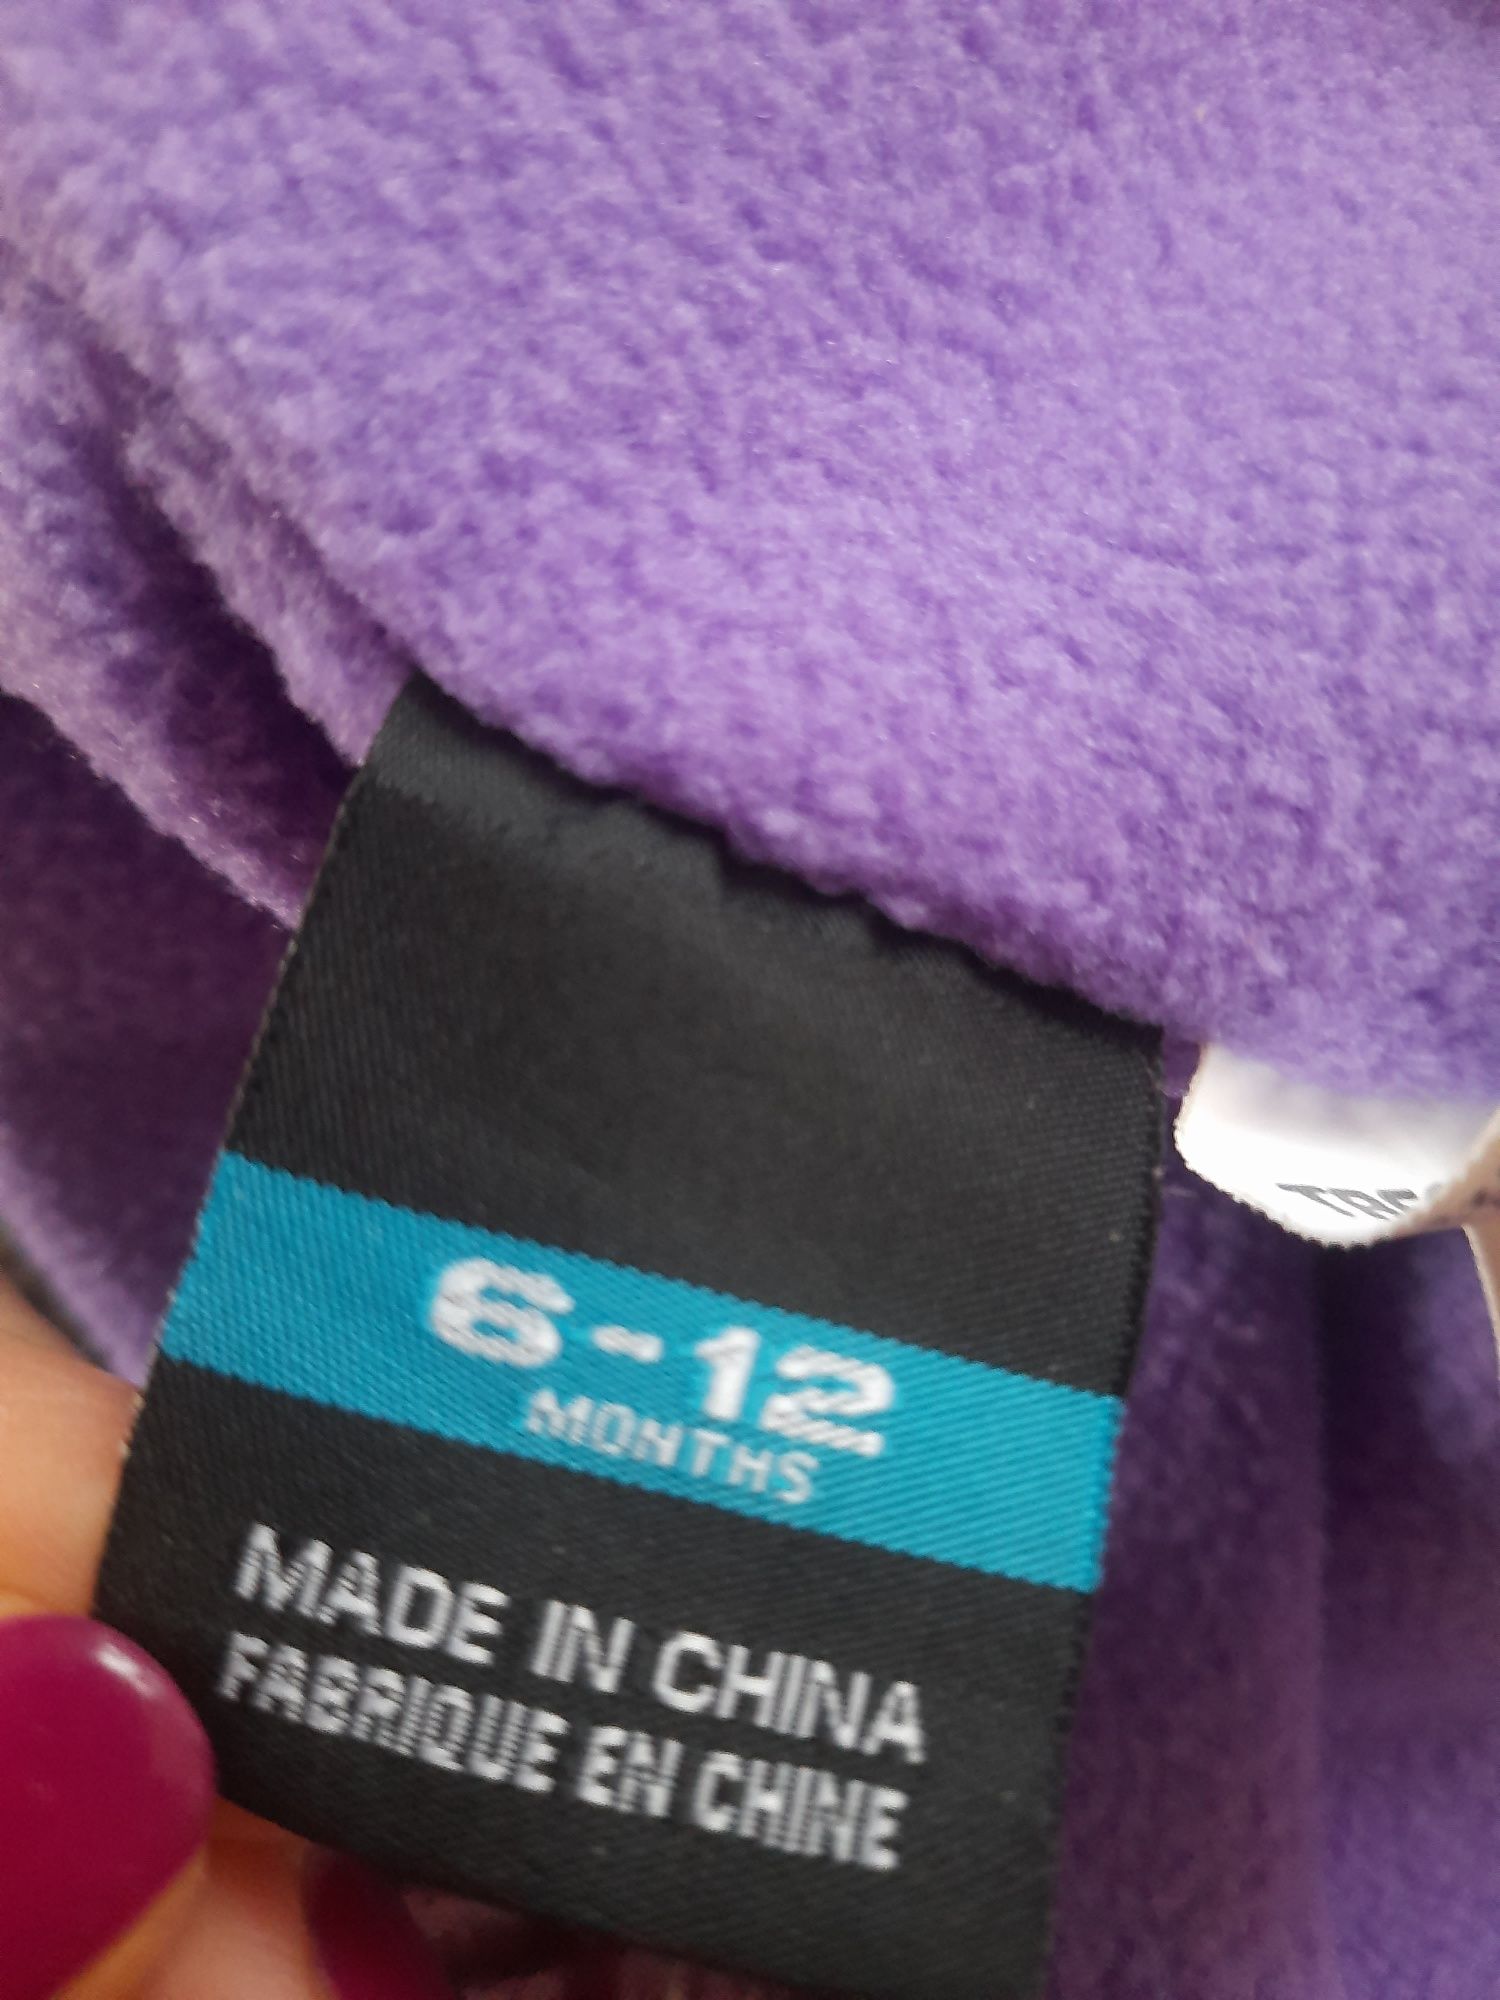 6-12
MONTHS
MADE IN CHINA
FABRIQUE EN CHINE